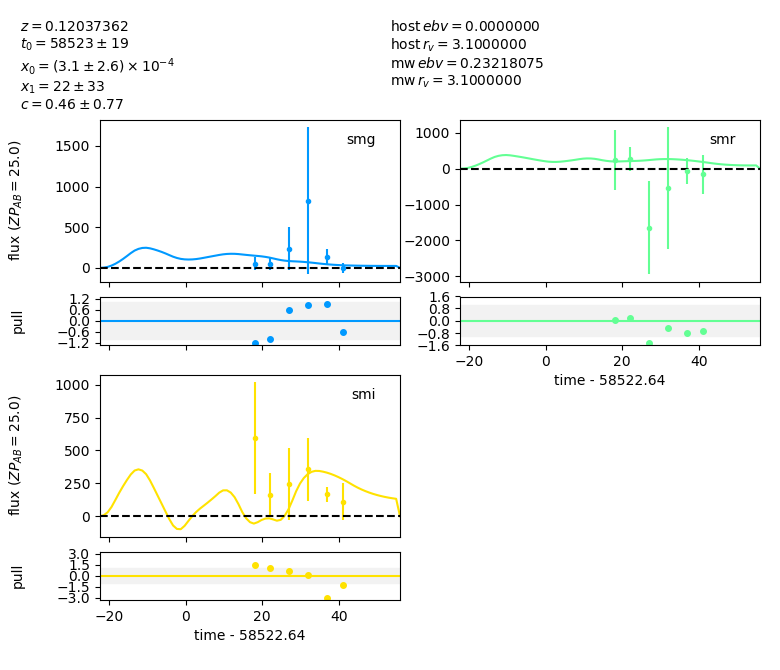 z = 0.12037362
t₀ = 58523 ± 19
x₀ = (3.1 ± 2.6) × 10⁻⁴
x₁ = 22 ± 33
c = 0.46 ± 0.77
host ebv = 0.0000000
host r_v = 3.1000000
mw ebv = 0.23218075
mw r_v = 3.1000000
flux (ZP_AB = 25.0)
1500
1000
500
0
smg
1000
0
−1000
−2000
−3000
smr
pull
1.2
0.6
0.0
−0.6
−1.2
1.6
0.8
0.0
−0.8
−1.6
−20 0 20 40
time - 58522.64
flux (ZP_AB = 25.0)
1000
750
500
250
0
smi
pull
3.0
1.5
0.0
−1.5
−3.0
−20 0 20 40
time - 58522.64